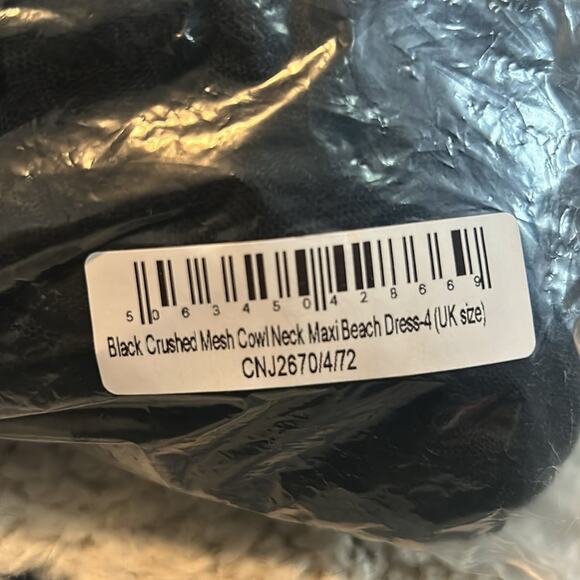 5063450428669
Black Crushed Mesh Cowl Neck Maxi Beach Dress-4 (UK size)
CNJ2670/4/72